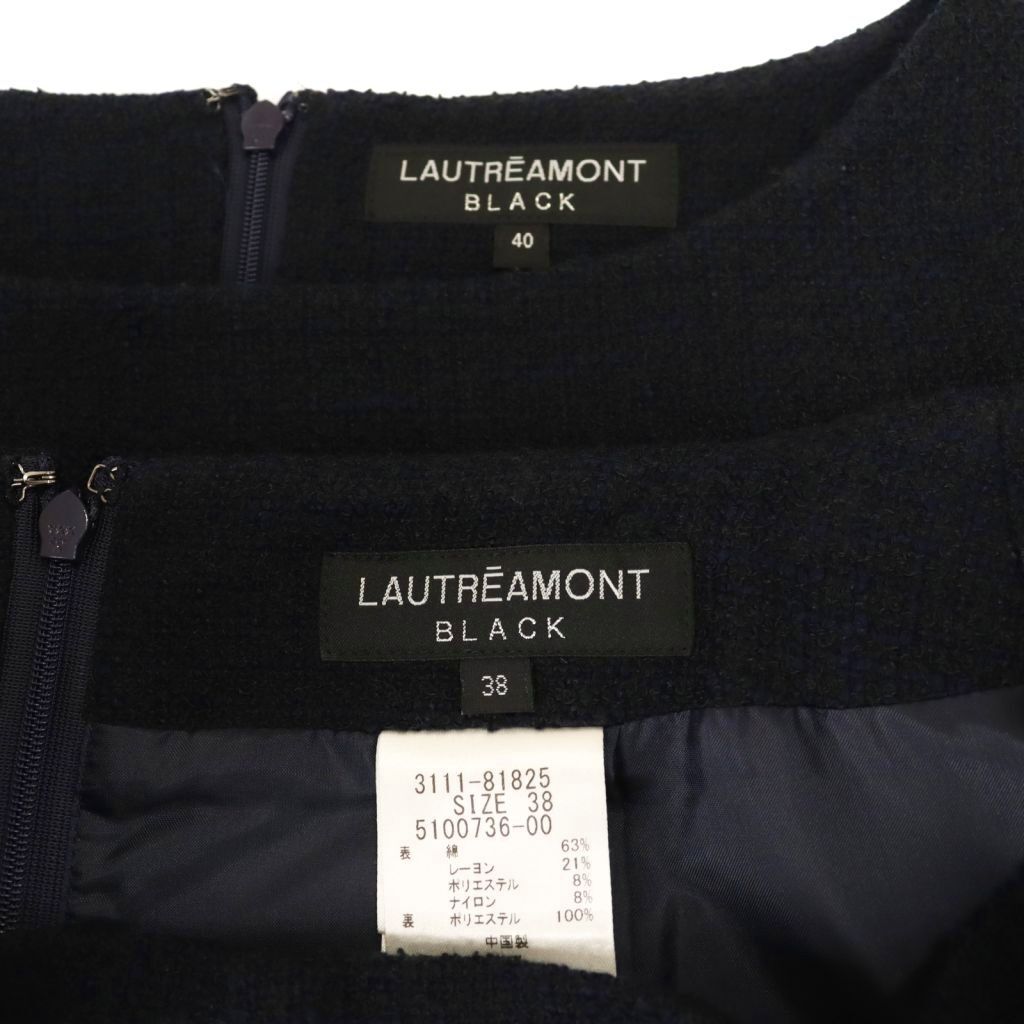 LAUTRĒAMONT
BLACK
40
LAUTRĒAMONT
BLACK
38
3111-81825
SIZE 38
5100736-00
表 綿 63%
レーヨン 21%
ポリエステル 8%
ナイロン 8%
裏 ポリエステル 100%
中国製